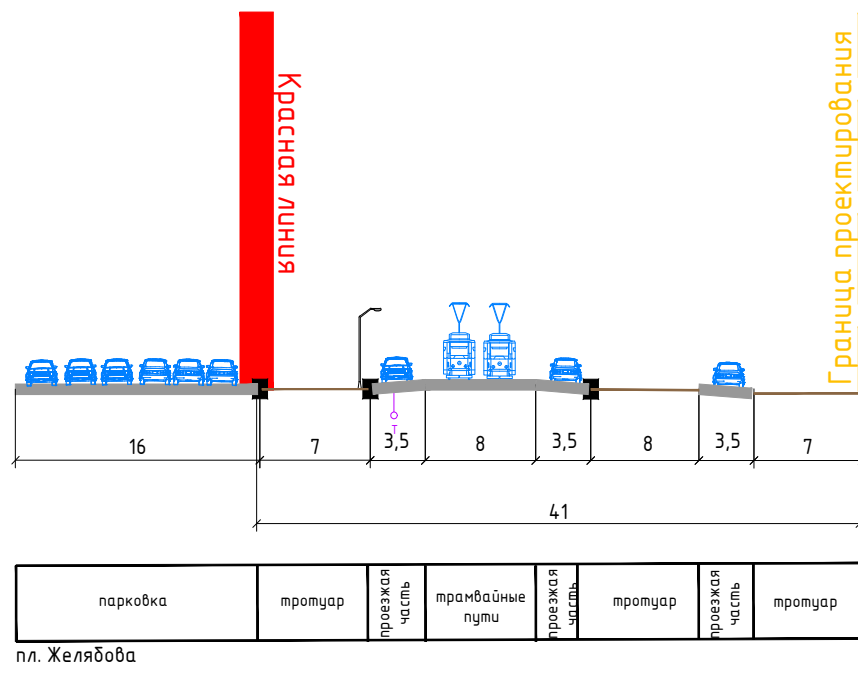 Красная линия
Граница проектирования
Т
16
7
3,5
8
3,5
8
3,5
7
41
парковка
тротуар
проезжая
часть
трамвайные
пути
проезжая
часть
тротуар
проезжая
часть
тротуар
пл. Желябова